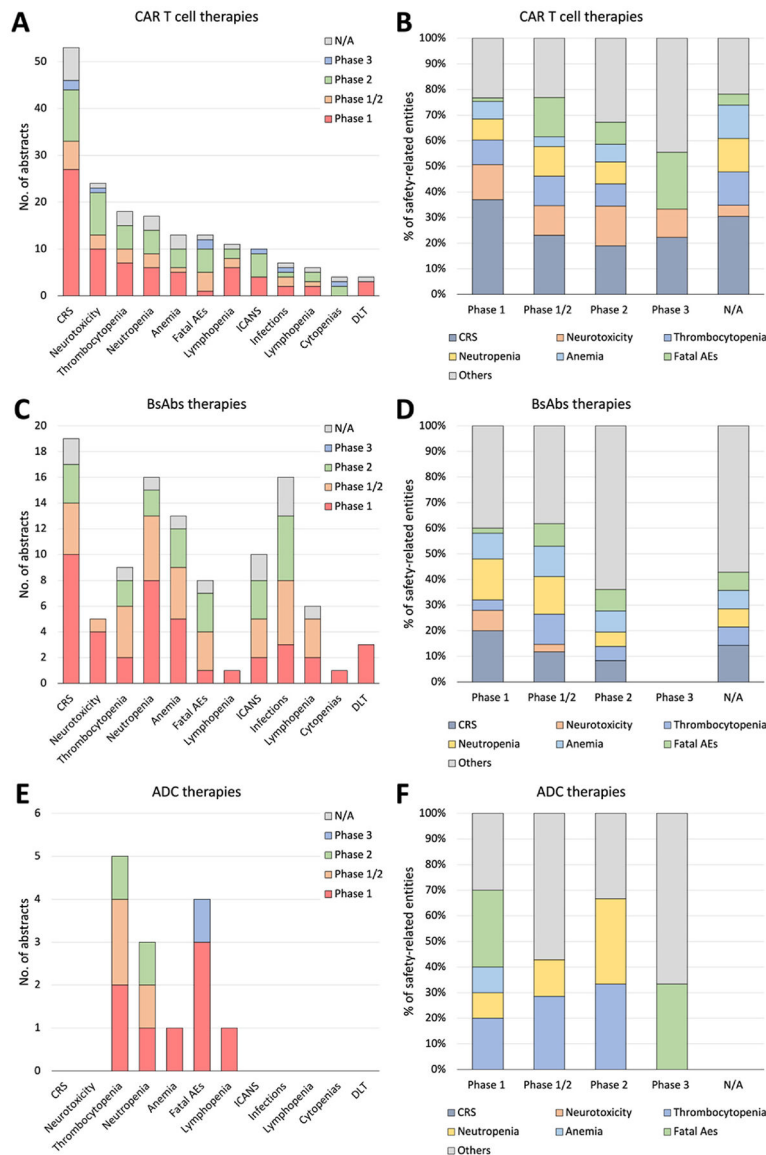 A
CAR T cell therapies
No. of abstracts
50
40
30
20
10
0
N/A
Phase 3
Phase 2
Phase 1/2
Phase 1
CRS
Neurotoxicity
Thrombocytopenia
Neutropenia
Anemia
Fatal AEs
Lymphopenia
ICANS
Infections
Lymphopenia
Cytopenias
DLT
B
CAR T cell therapies
% of safety-related entities
100%
90%
80%
70%
60%
50%
40%
30%
20%
10%
0%
Phase 1 Phase 1/2 Phase 2 Phase 3 N/A
CRS Neurotoxicity Thrombocytopenia
Neutropenia Anemia Fatal AEs
Others
C
BsAbs therapies
No. of abstracts
20
18
16
14
12
10
8
6
4
2
0
N/A
Phase 3
Phase 2
Phase 1/2
Phase 1
CRS
Neurotoxicity
Thrombocytopenia
Neutropenia
Anemia
Fatal AEs
Lymphopenia
ICANS
Infections
Lymphopenia
Cytopenias
DLT
D
BsAbs therapies
% of safety-related entities
100%
90%
80%
70%
60%
50%
40%
30%
20%
10%
0%
Phase 1 Phase 1/2 Phase 2 Phase 3 N/A
CRS Neurotoxicity Thrombocytopenia
Neutropenia Anemia Fatal AEs
Others
E
ADC therapies
No. of abstracts
6
5
4
3
2
1
0
N/A
Phase 3
Phase 2
Phase 1/2
Phase 1
CRS
Neurotoxicity
Thrombocytopenia
Neutropenia
Anemia
Fatal AEs
Lymphopenia
ICANS
Infections
Lymphopenia
Cytopenias
DLT
F
ADC therapies
% of safety-related entities
100%
90%
80%
70%
60%
50%
40%
30%
20%
10%
0%
Phase 1 Phase 1/2 Phase 2 Phase 3 N/A
CRS Neurotoxicity Thrombocytopenia
Neutropenia Anemia Fatal Aes
Others